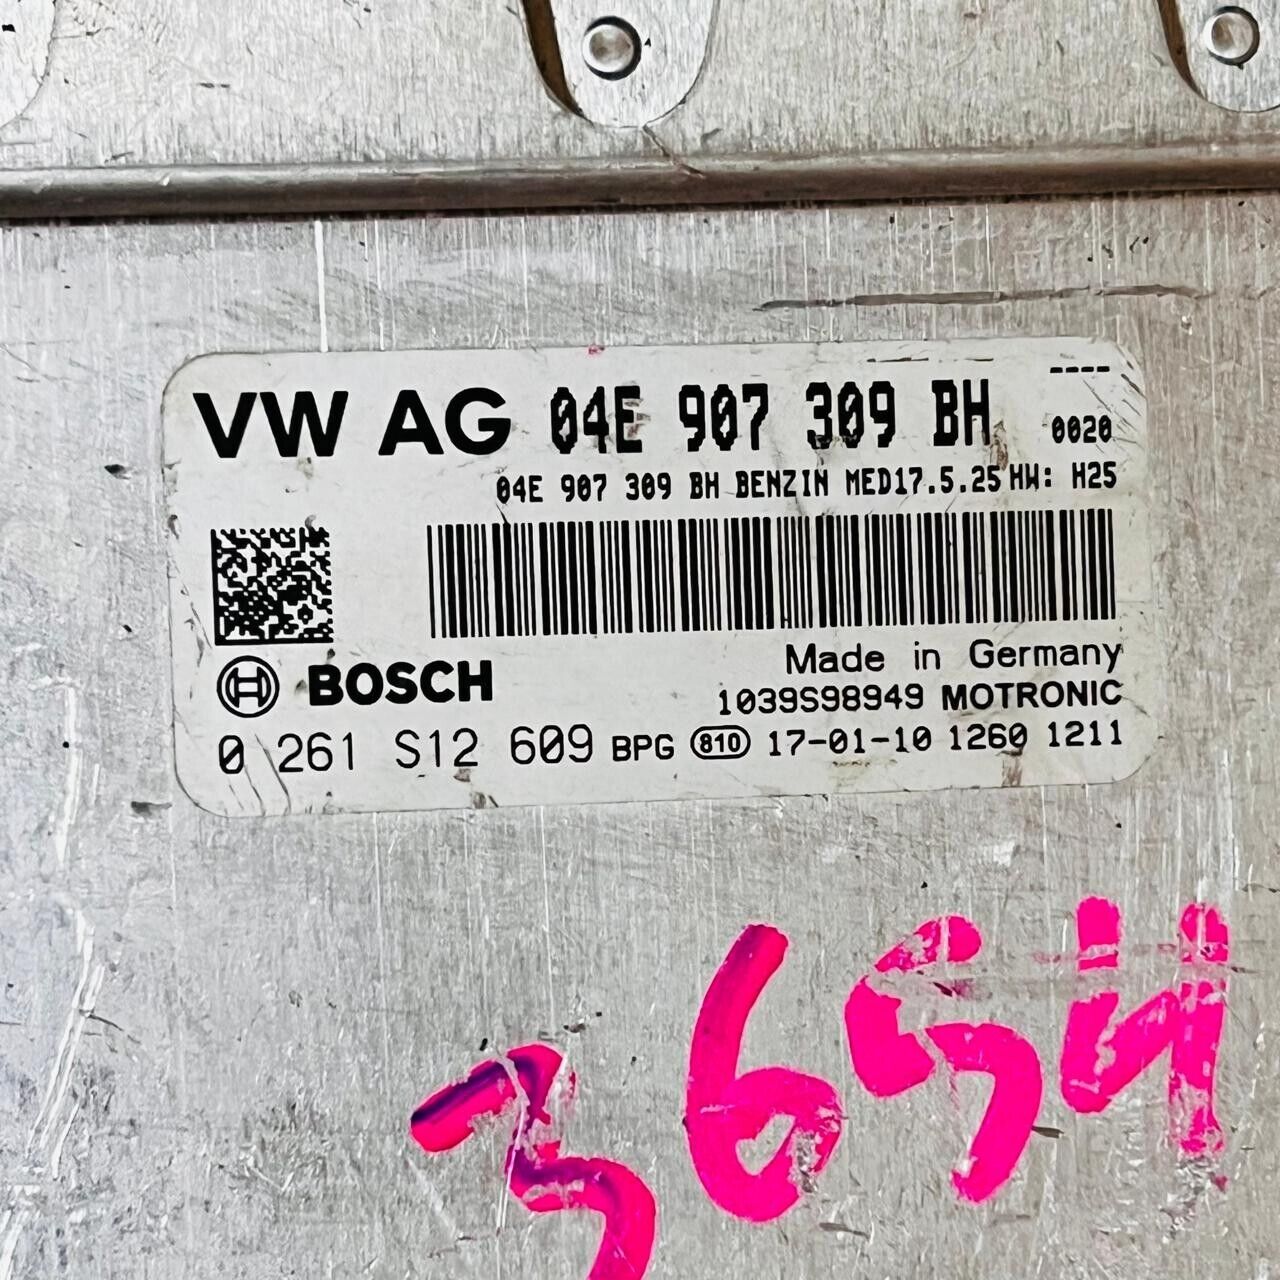 VW AG 04E 907 309 BH ----
0020
04E 907 309 BH BENZIN MED17.5.25 HW: H25
BOSCH
Made in Germany
1039S98949 MOTRONIC
0 261 S12 609 BPG 810 17-01-10 1260 1211
3654